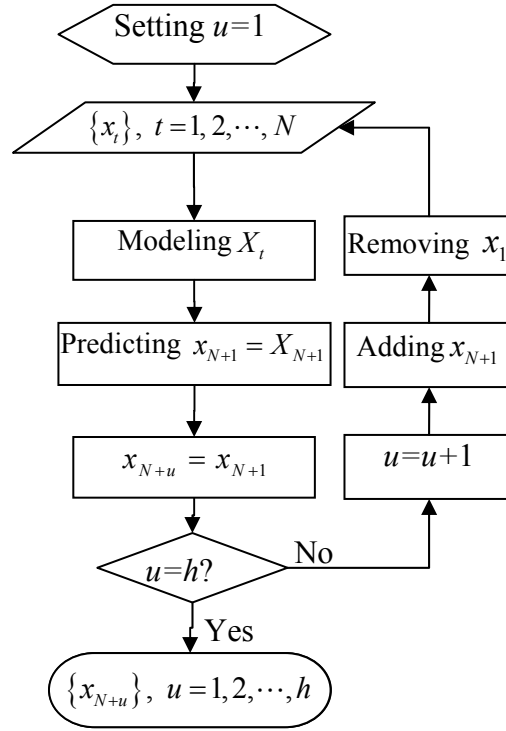 Setting u=1
{x_t}, t=1,2,⋯,N
Modeling X_t
Predicting x_{N+1} = X_{N+1}
x_{N+u} = x_{N+1}
u=h?
No
Yes
{x_{N+u}}, u=1,2,⋯,h
u=u+1
Adding x_{N+1}
Removing x_1